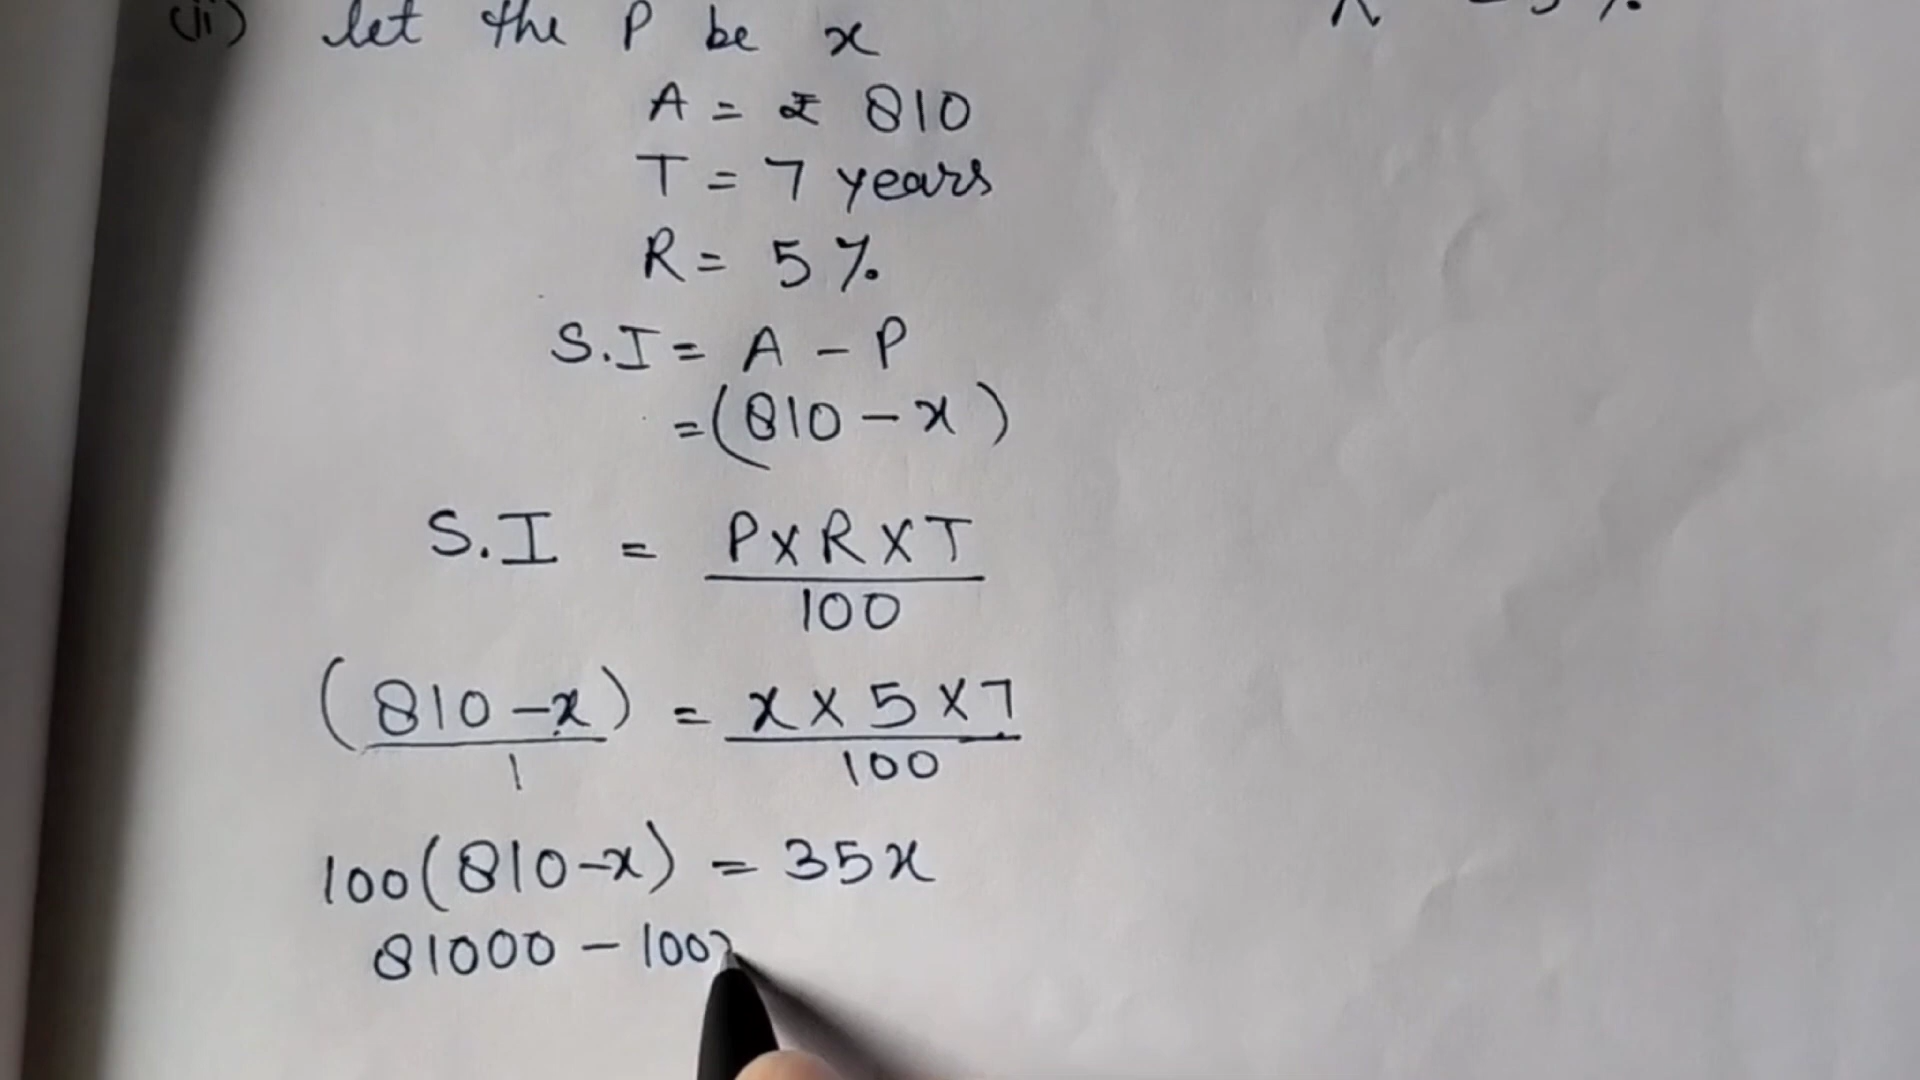 (ii) let the P be x
A = ₹ 810
T = 7 years
R = 5 %
S.I = A - P
= (810 - x)
S.I = P x R x T
100
(810 - x) = x x 5 x 7
1 100
100(810-x) = 35x
81000 - 100